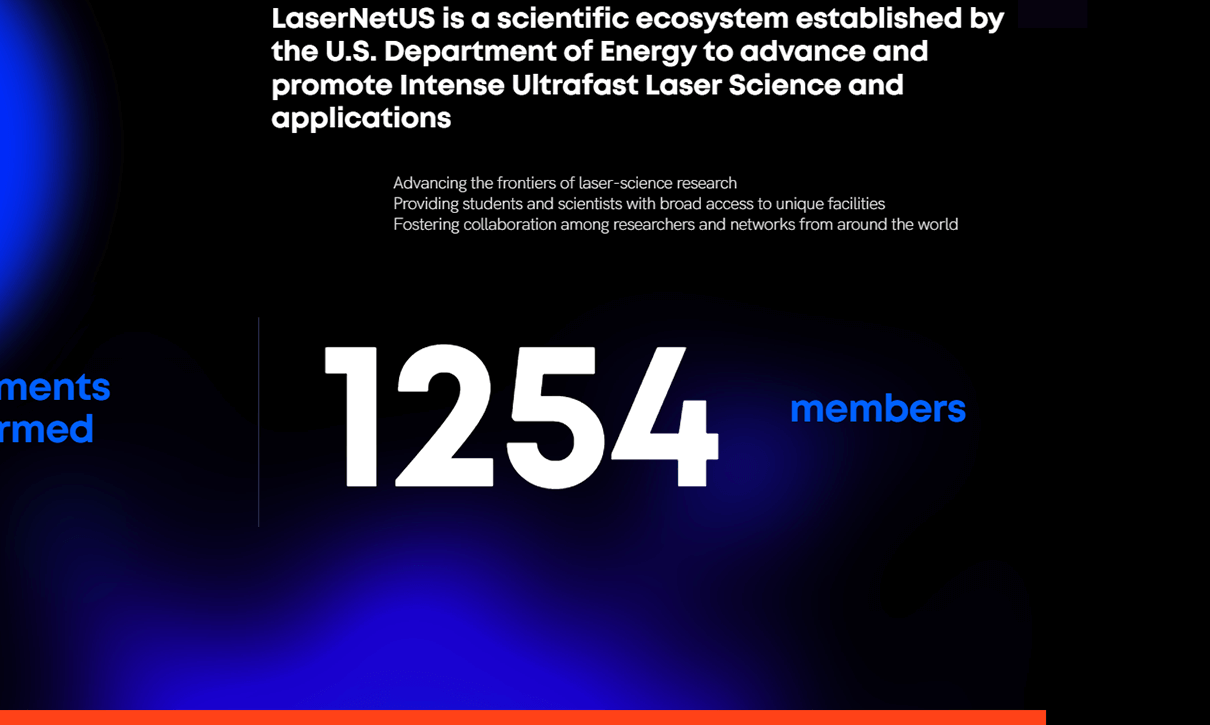 LaserNetUS is a scientific ecosystem established by
the U.S. Department of Energy to advance and
promote Intense Ultrafast Laser Science and
applications
Advancing the frontiers of laser-science research
Providing students and scientists with broad access to unique facilities
Fostering collaboration among researchers and networks from around the world
ments
rmed
1254
members